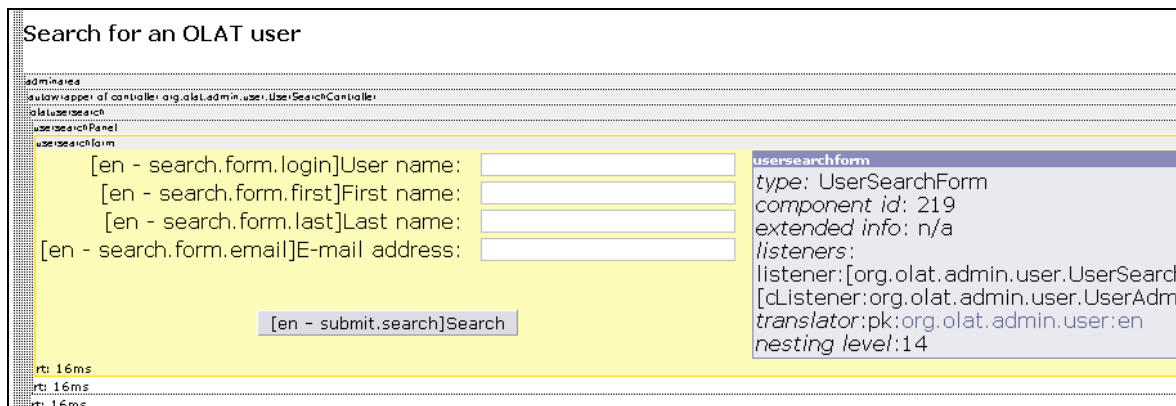 Search for an OLAT user
adminarea
autowrapper of controller org.olat.admin.user.UserSearchController
olatusersearch
usersearchPanel
usersearchform
[en - search.form.login]User name:
[en - search.form.first]First name:
[en - search.form.last]Last name:
[en - search.form.email]E-mail address:
[en - submit.search]Search
rt: 16ms
rt: 16ms
rt: 16ms
usersearchform
type: UserSearchForm
component id: 219
extended info: n/a
listeners:
listener:[org.olat.admin.user.UserSearch
[cListener:org.olat.admin.user.UserAdm
translator:pk:org.olat.admin.user:en
nesting level:14